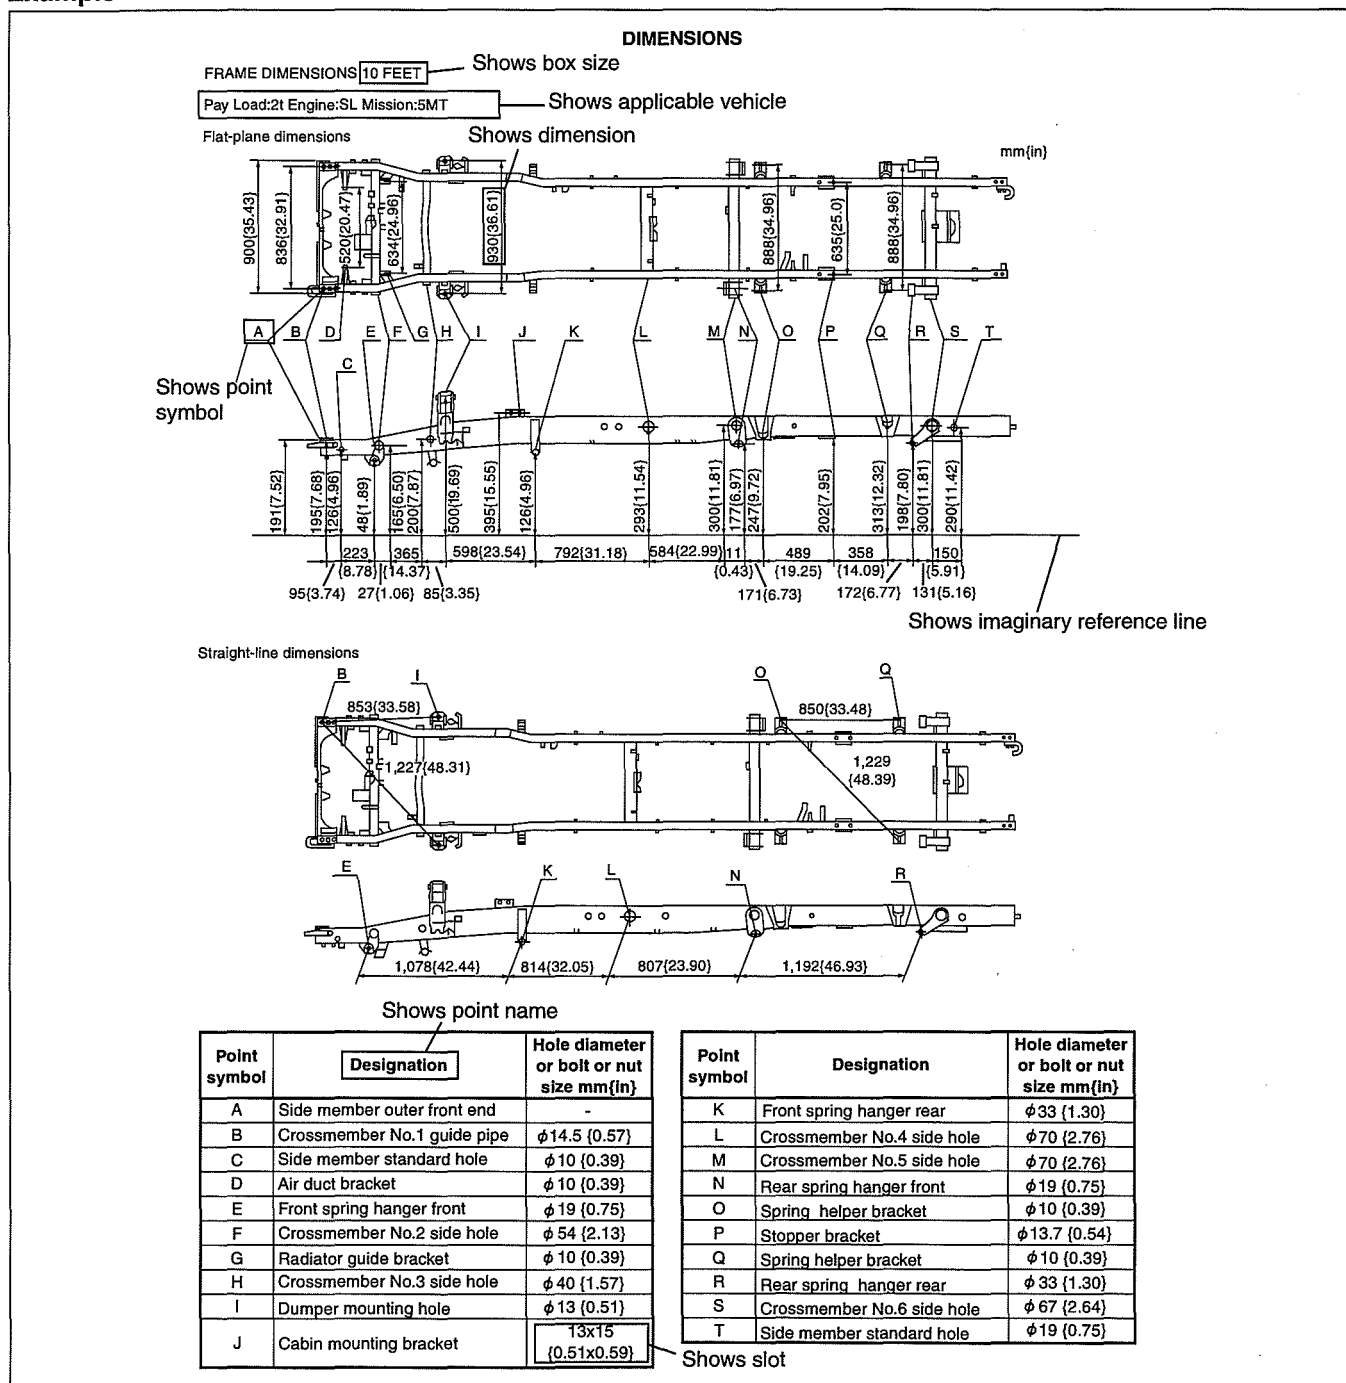 DIMENSIONS
FRAME DIMENSIONS 10 FEET
Shows box size
Pay Load:2t Engine:SL Mission:5MT
Shows applicable vehicle
Flat-plane dimensions
Shows dimension
mm{in}
900{35.43}
836{32.91}
520{20.47}
634{24.96}
930{36.61}
888{34.96}
635{25.0}
888{34.96}
A B D E F G H I J K L M N O P Q R S T
C
Shows point
symbol
191{7.52}
195{7.68}
126{4.96}
48{1.89}
165{6.50}
200{7.87}
500{19.69}
395{15.55}
126{4.96}
293{11.54}
300{11.81}
177{6.97}
247{9.72}
202{7.95}
313{12.32}
198{7.80}
300{11.81}
290{11.42}
223 365 598{23.54} 792{31.18} 584{22.99} 11 489 358 150
{8.78} {14.37} {0.43} {19.25} {14.09} {5.91}
95{3.74} 27{1.06} 85{3.35} 171{6.73} 172{6.77} 131{5.16}
Shows imaginary reference line
Straight-line dimensions
B I O Q
853{33.58} 850{33.48}
1,227{48.31} 1,229
{48.39}
E K L N R
1,078{42.44} 814{32.05} 807{23.90} 1,192{46.93}
Shows point name
Point symbol Designation Hole diameter or bolt or nut size mm{in}
A Side member outer front end -
B Crossmember No.1 guide pipe ϕ14.5 {0.57}
C Side member standard hole ϕ10 {0.39}
D Air duct bracket ϕ10 {0.39}
E Front spring hanger front ϕ19 {0.75}
F Crossmember No.2 side hole ϕ54 {2.13}
G Radiator guide bracket ϕ10 {0.39}
H Crossmember No.3 side hole ϕ40 {1.57}
I Dumper mounting hole ϕ13 {0.51}
J Cabin mounting bracket 13x15 {0.51x0.59}
Shows slot
Point symbol Designation Hole diameter or bolt or nut size mm{in}
K Front spring hanger rear ϕ33 {1.30}
L Crossmember No.4 side hole ϕ70 {2.76}
M Crossmember No.5 side hole ϕ70 {2.76}
N Rear spring hanger front ϕ19 {0.75}
O Spring helper bracket ϕ10 {0.39}
P Stopper bracket ϕ13.7 {0.54}
Q Spring helper bracket ϕ10 {0.39}
R Rear spring hanger rear ϕ33 {1.30}
S Crossmember No.6 side hole ϕ67 {2.64}
T Side member standard hole ϕ19 {0.75}